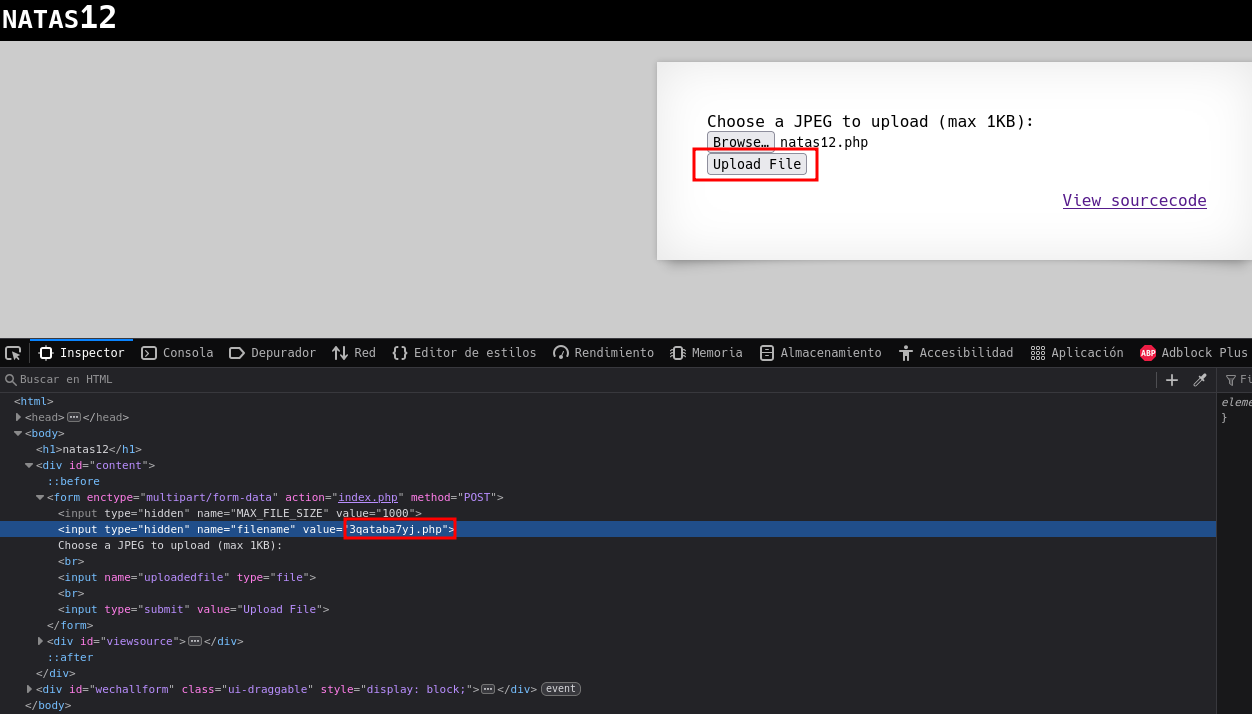 NATAS12
Choose a JPEG to upload (max 1KB):
Browse… natas12.php
Upload File
View sourcecode
Inspector Consola Depurador Red Editor de estilos Rendimiento Memoria Almacenamiento Accesibilidad Aplicación ABP Adblock Plus
Buscar en HTML
<html>
<head> ••• </head>
<body>
<h1>natas12</h1>
<div id="content">
::before
<form enctype="multipart/form-data" action="index.php" method="POST">
<input type="hidden" name="MAX_FILE_SIZE" value="1000">
<input type="hidden" name="filename" value="3qataba7yj.php">
Choose a JPEG to upload (max 1KB):
<br>
<input name="uploadedfile" type="file">
<br>
<input type="submit" value="Upload File">
</form>
<div id="viewsource"> ••• </div>
::after
</div>
<div id="wechallform" class="ui-draggable" style="display: block;"> ••• </div> event
</body>
Fi
eleme
}